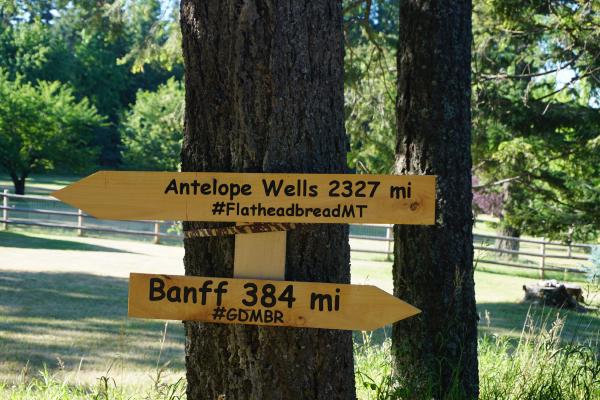 Antelope Wells 2327 mi
#FlatheadbreadMT
Banff 384 mi
#GDMBR